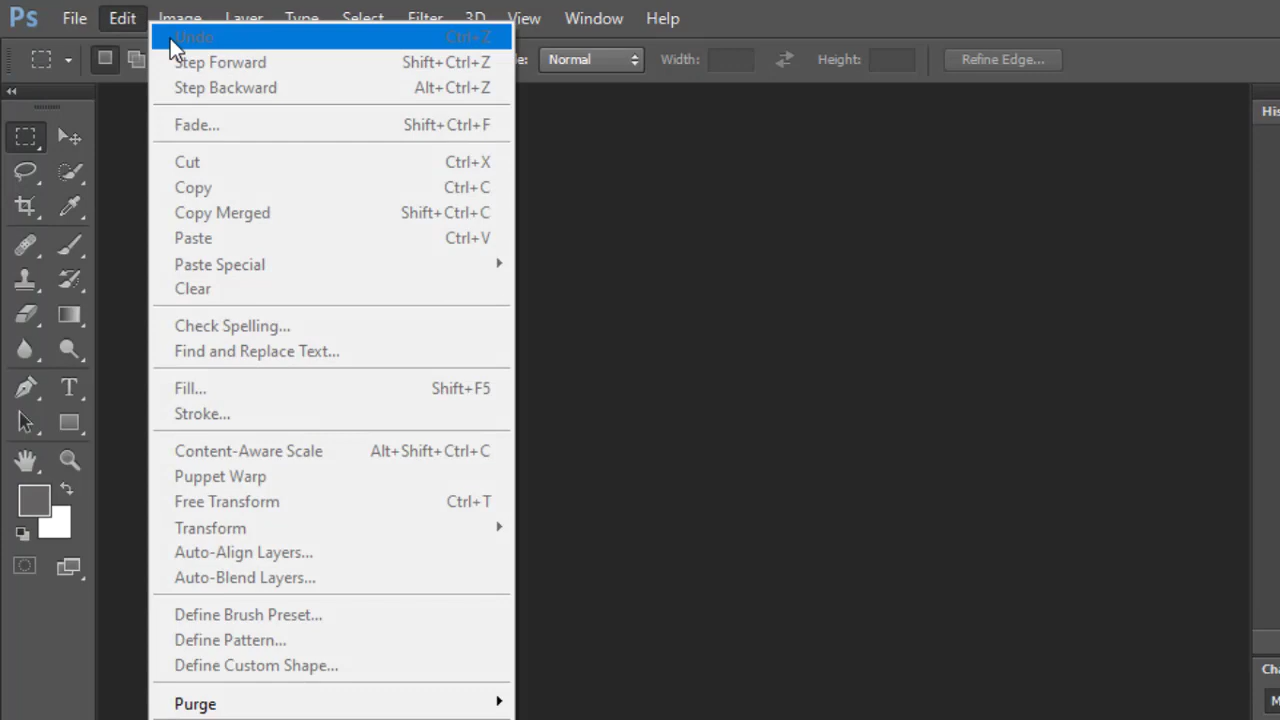 Ps File Edit Image Layer Type Select Filter 3D View Window Help
Normal Width: Height: Refine Edge...
Undo Ctrl+Z
Step Forward Shift+Ctrl+Z
Step Backward Alt+Ctrl+Z
Fade... Shift+Ctrl+F
Cut Ctrl+X
Copy Ctrl+C
Copy Merged Shift+Ctrl+C
Paste Ctrl+V
Paste Special
Clear
Check Spelling...
Find and Replace Text...
Fill... Shift+F5
Stroke...
Content-Aware Scale Alt+Shift+Ctrl+C
Puppet Warp
Free Transform Ctrl+T
Transform
Auto-Align Layers...
Auto-Blend Layers...
Define Brush Preset...
Define Pattern...
Define Custom Shape...
Purge